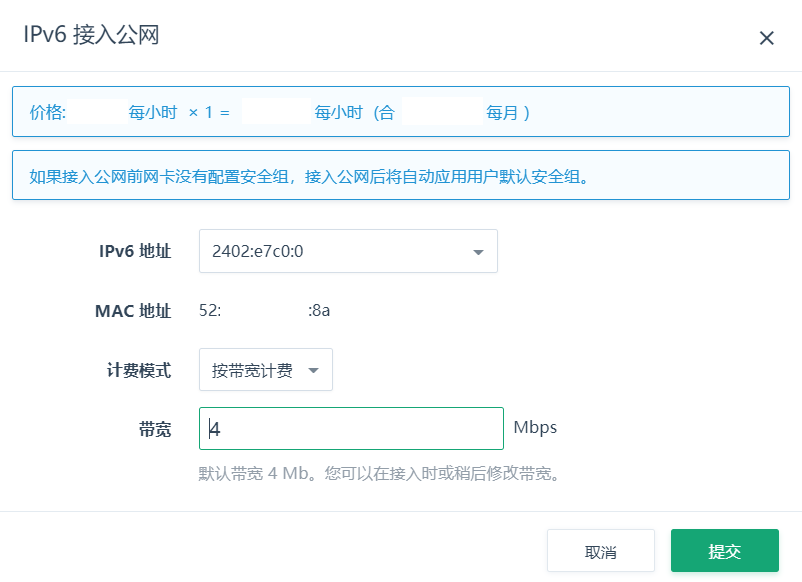 IPv6 接入公网
价格: 每小时 × 1 = 每小时 (合 每月 )
如果接入公网前网卡没有配置安全组，接入公网后将自动应用用户默认安全组。
IPv6 地址 2402:e7c0:0
MAC 地址 52: :8a
计费模式 按带宽计费
带宽 4 Mbps
默认带宽 4 Mb。您可以在接入时或稍后修改带宽。
取消 提交